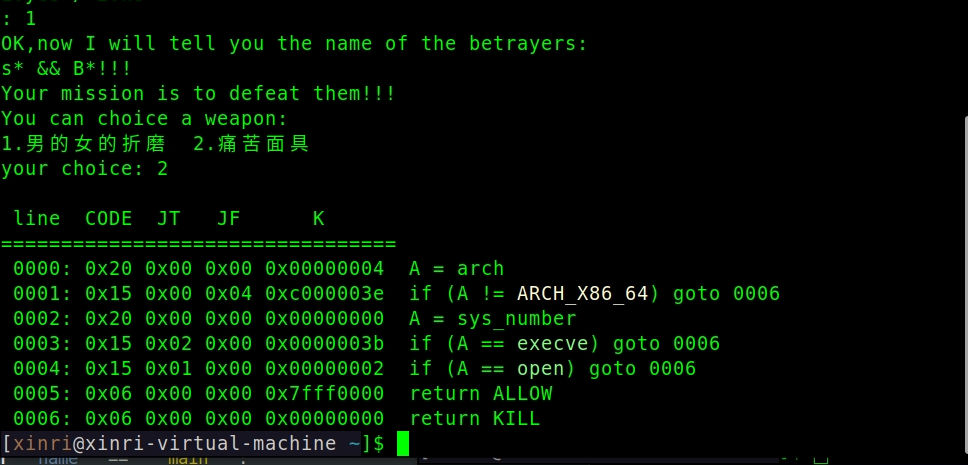 : 1
OK,now I will tell you the name of the betrayers:
s* && B*!!!
Your mission is to defeat them!!!
You can choice a weapon:
1.男的女的折磨  2.痛苦面具
your choice: 2
 line  CODE  JT   JF      K
=================================
 0000: 0x20 0x00 0x00 0x00000004  A = arch
 0001: 0x15 0x00 0x04 0xc000003e  if (A != ARCH_X86_64) goto 0006
 0002: 0x20 0x00 0x00 0x00000000  A = sys_number
 0003: 0x15 0x02 0x00 0x0000003b  if (A == execve) goto 0006
 0004: 0x15 0x01 0x00 0x00000002  if (A == open) goto 0006
 0005: 0x06 0x00 0x00 0x7fff0000  return ALLOW
 0006: 0x06 0x00 0x00 0x00000000  return KILL
[xinri@xinri-virtual-machine ~]$